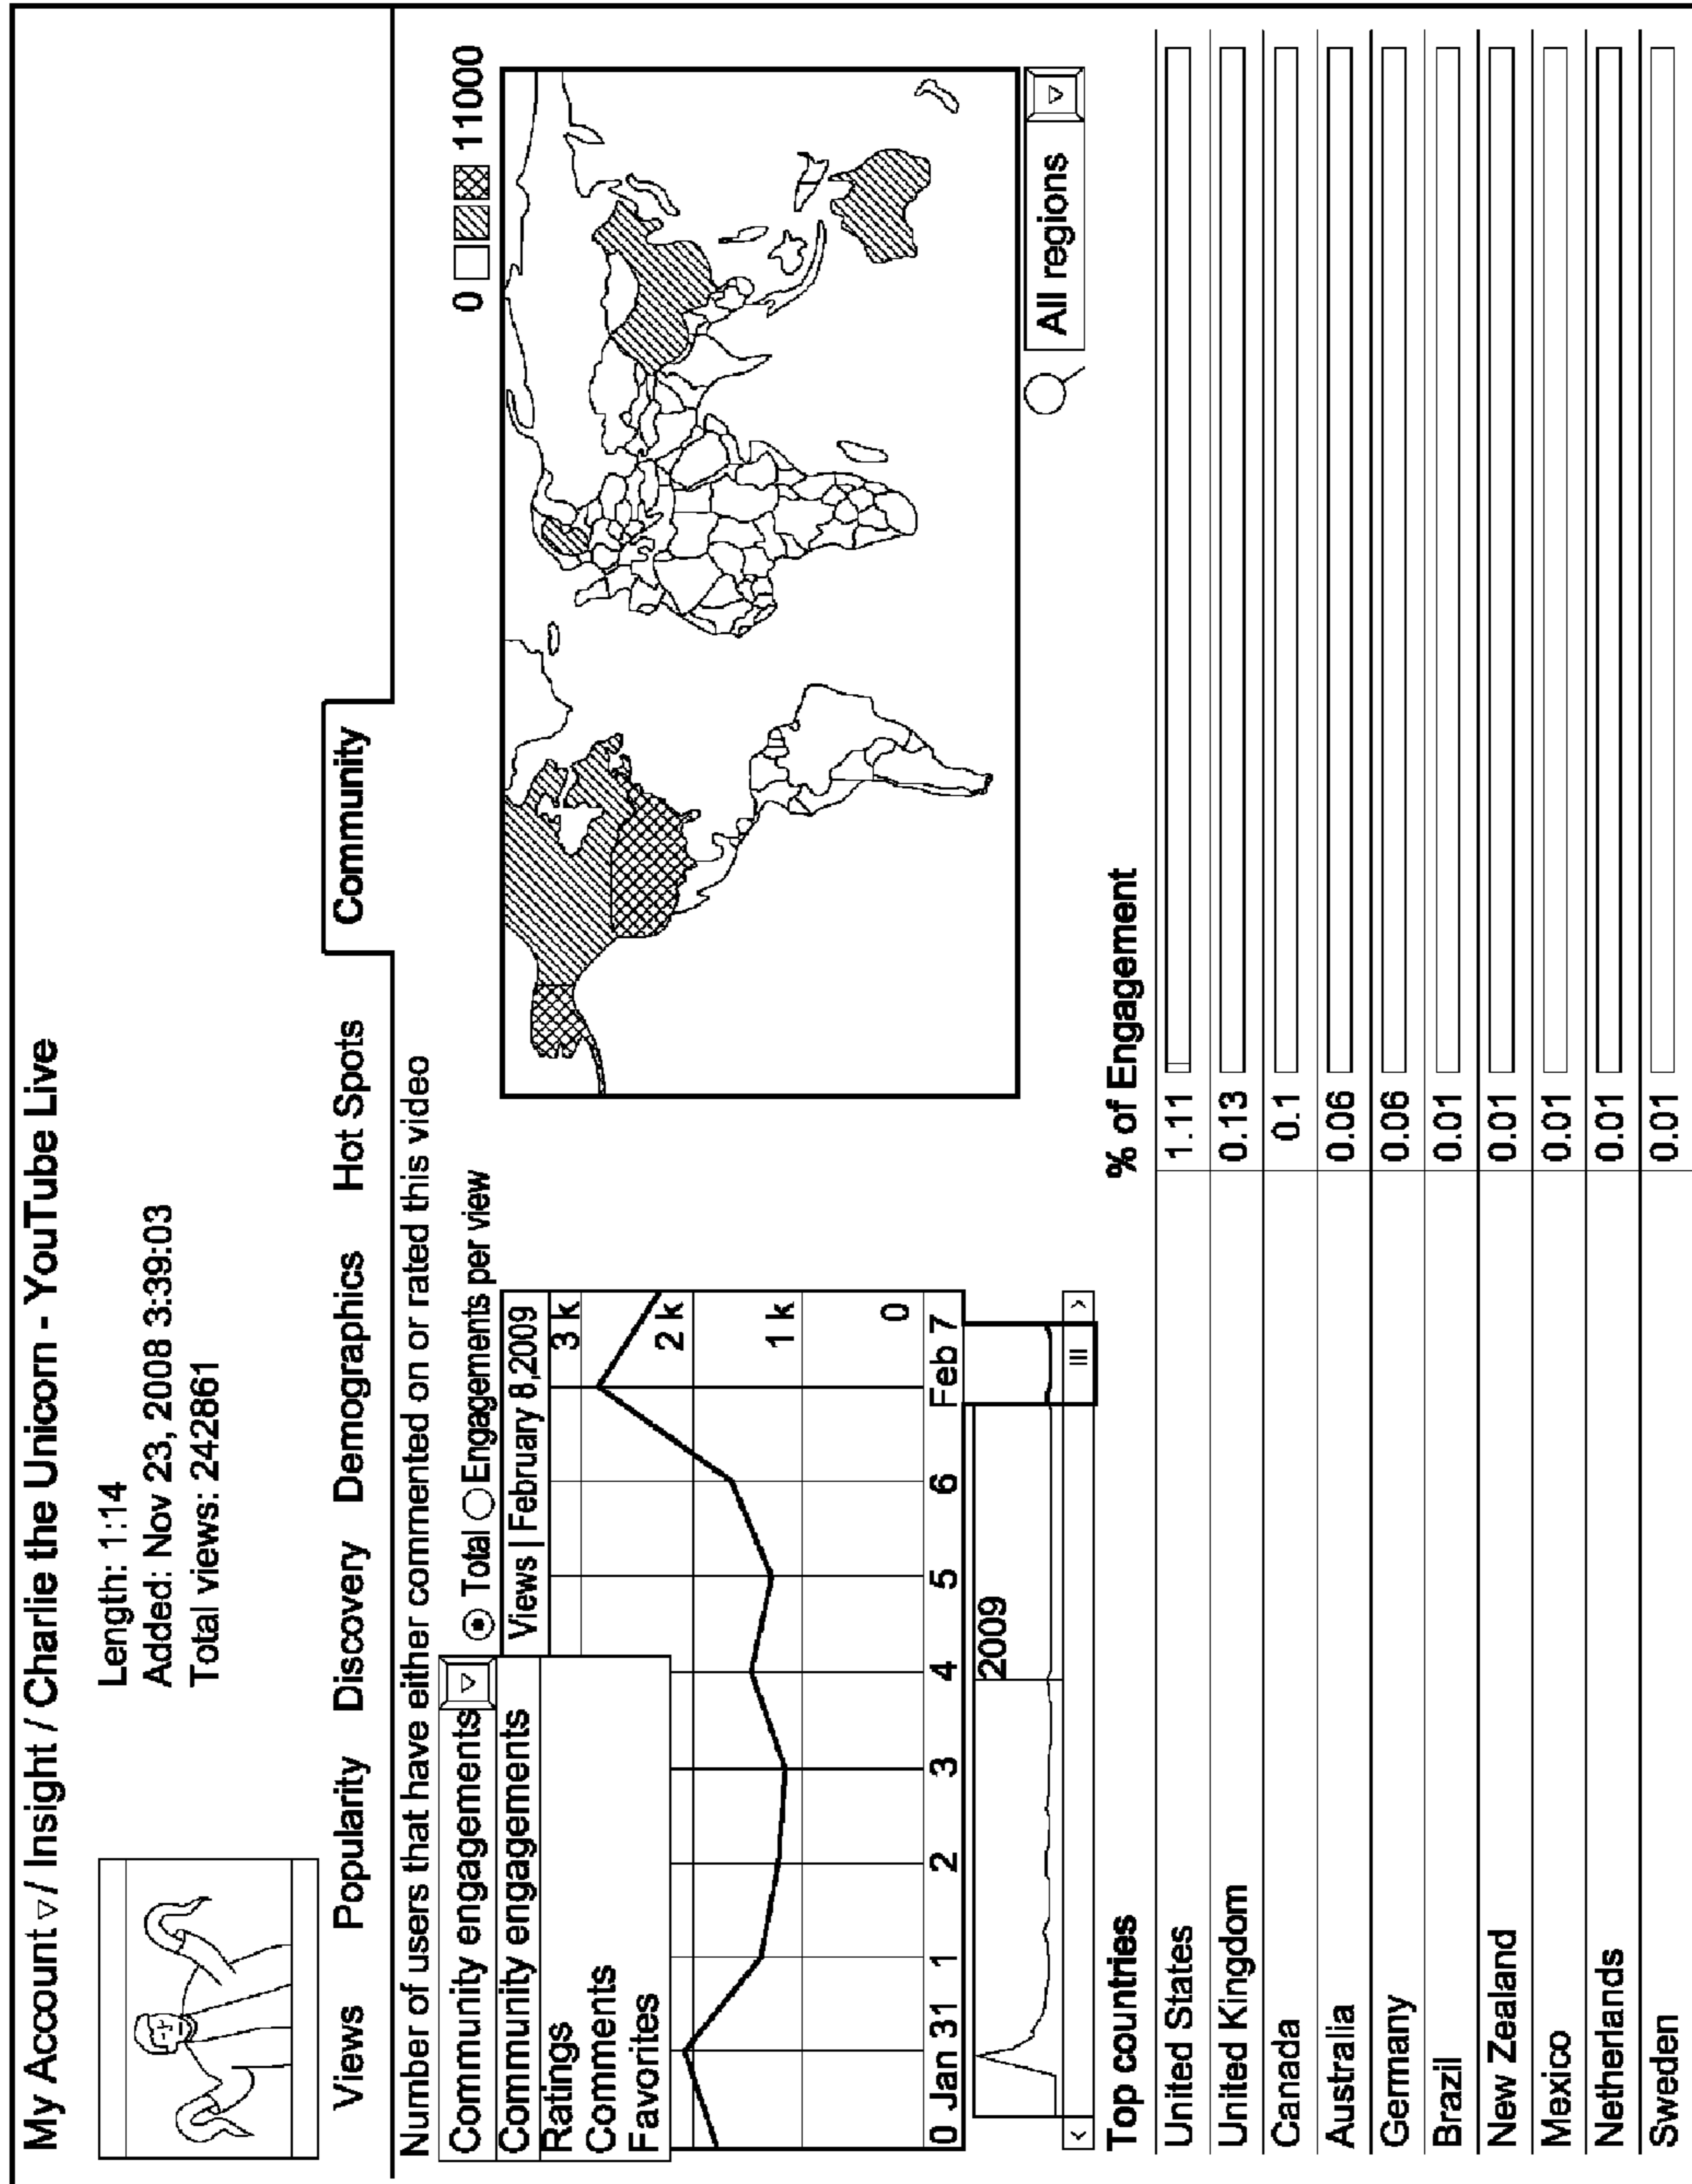 My Account ▿ / Insight / Charlie the Unicorn - YouTube Live
Length: 1:14
Added: Nov 23, 2008 3:39:03
Total views: 242861
Views Popularity Discovery Demographics Hot Spots Community
Number of users that have either commented on or rated this video
Community engagements
Total Engagements per view
Community engagements
Ratings
Comments
Favorites
Views | February 8,2009
3 k
2 k
1 k
0
0 Jan 31 1 2 3 4 5 6 Feb 7
2009
0 11000
All regions
Top countries % of Engagement
United States 1.11
United Kingdom 0.13
Canada 0.1
Australia 0.06
Germany 0.06
Brazil 0.01
New Zealand 0.01
Mexico 0.01
Netherlands 0.01
Sweden 0.01